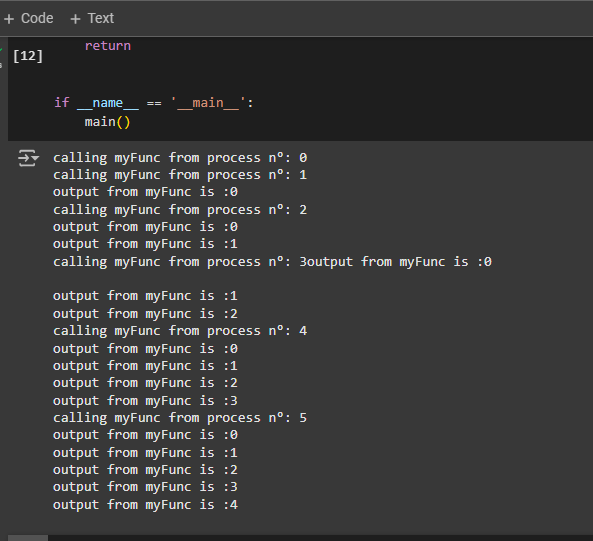 + Code + Text
return
[12]
if __name__ == '__main__':
main()
calling myFunc from process nº: 0
calling myFunc from process nº: 1
output from myFunc is :0
calling myFunc from process nº: 2
output from myFunc is :0
output from myFunc is :1
calling myFunc from process nº: 3output from myFunc is :0
output from myFunc is :1
output from myFunc is :2
calling myFunc from process nº: 4
output from myFunc is :0
output from myFunc is :1
output from myFunc is :2
output from myFunc is :3
calling myFunc from process nº: 5
output from myFunc is :0
output from myFunc is :1
output from myFunc is :2
output from myFunc is :3
output from myFunc is :4